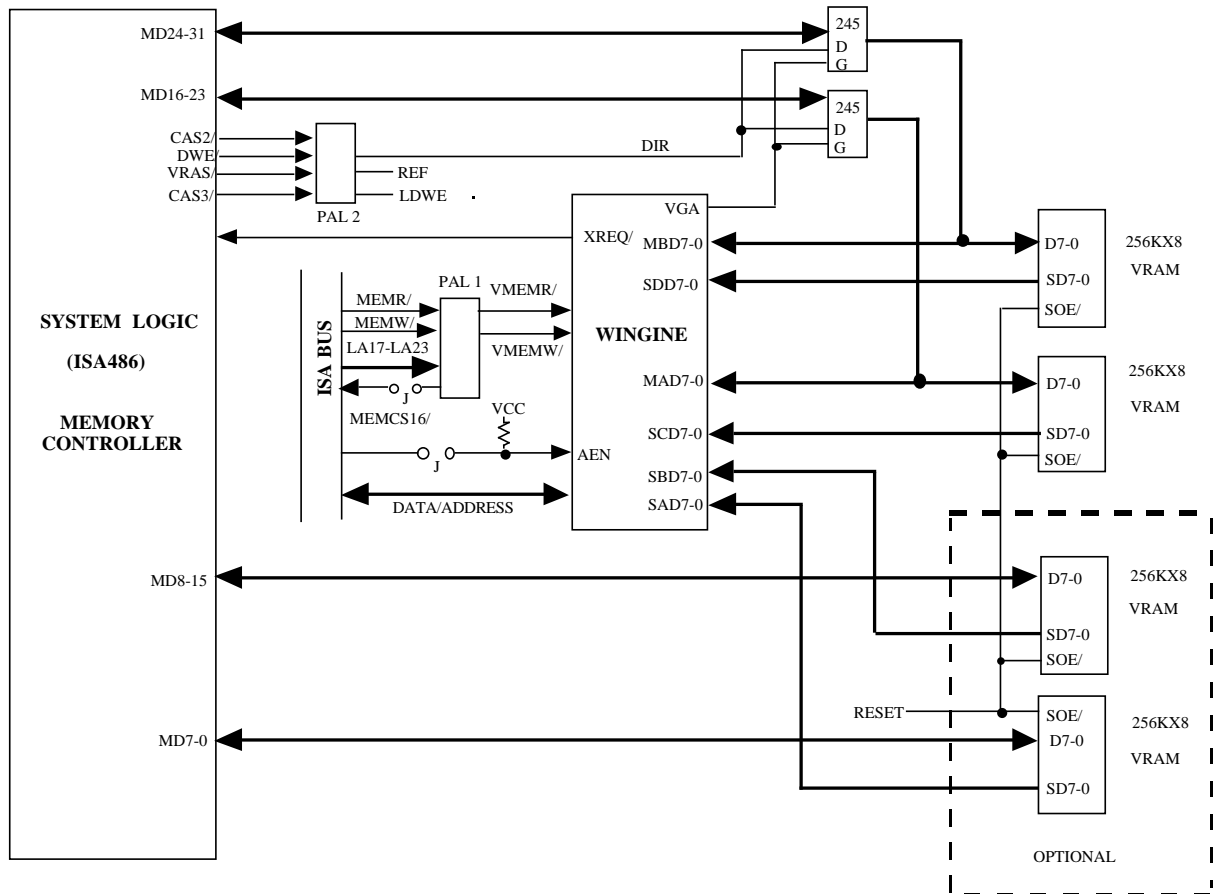 MD24-31
245
D
G
MD16-23
245
D
G
CAS2/
DWE/
VRAS/
CAS3/
DIR
REF
LDWE
PAL 2
VGA
XREQ/
MBD7-0
D7-0
256KX8
VRAM
SDD7-0
SD7-0
SOE/
PAL 1
MEMR/
VMEMR/
MEMW/
VMEMW/
LA17-LA23
J
MEMCS16/
VCC
ISA BUS
SYSTEM LOGIC
(ISA486)
MEMORY
CONTROLLER
WINGINE
MAD7-0
D7-0
256KX8
VRAM
SCD7-0
SD7-0
SOE/
J
AEN
SBD7-0
SAD7-0
DATA/ADDRESS
MD8-15
D7-0
256KX8
VRAM
SD7-0
SOE/
RESET
SOE/
256KX8
MD7-0
D7-0
VRAM
SD7-0
OPTIONAL